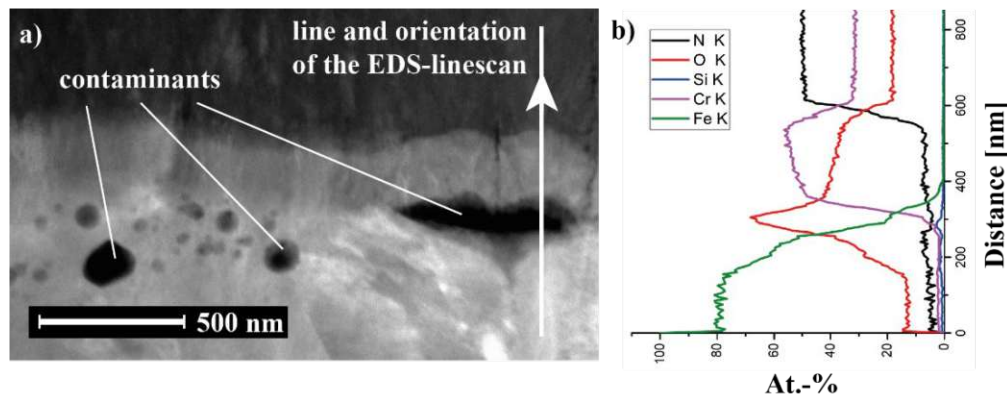 a)
line and orientation
of the EDS-linescan
contaminants
500 nm
b)
N K
O K
Si K
Cr K
Fe K
800
600
400
200
0
Distance [nm]
100
80
60
40
20
0
At.-%